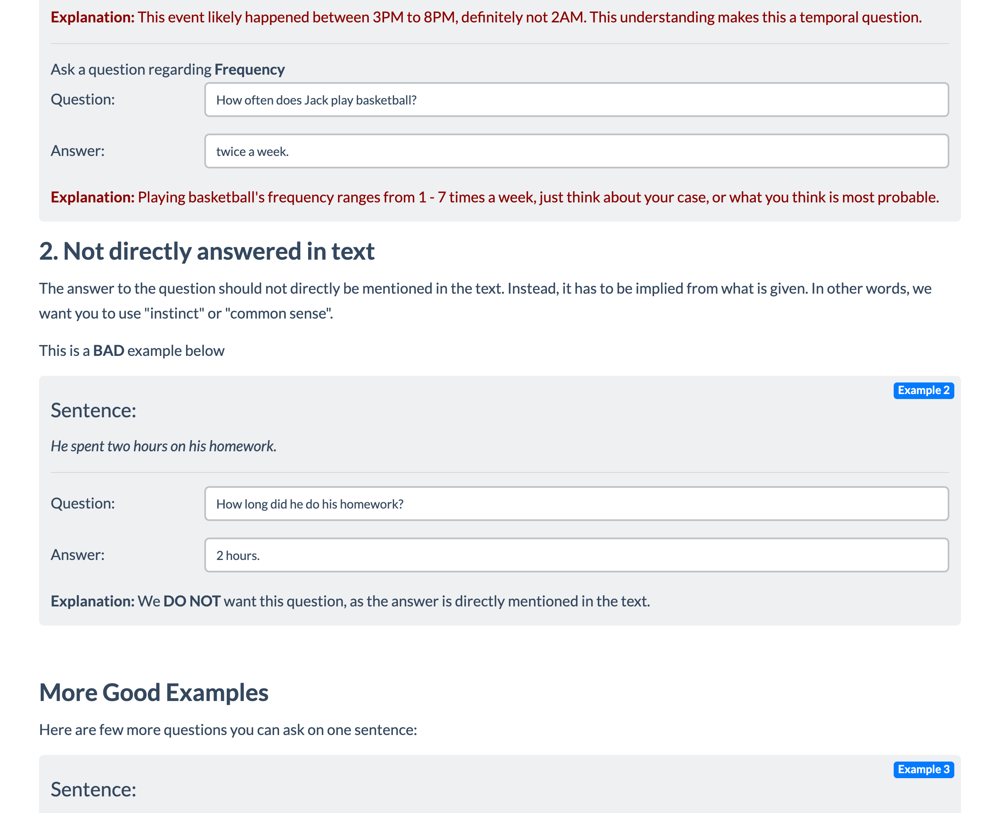 Explanation: This event likely happened between 3PM to 8PM, definitely not 2AM. This understanding makes this a temporal question.
Ask a question regarding Frequency
Question: How often does Jack play basketball?
Answer: twice a week.
Explanation: Playing basketball's frequency ranges from 1 - 7 times a week, just think about your case, or what you think is most probable.
2. Not directly answered in text
The answer to the question should not directly be mentioned in the text. Instead, it has to be implied from what is given. In other words, we
want you to use "instinct" or "common sense".
This is a BAD example below
Example 2
Sentence:
He spent two hours on his homework.
Question: How long did he do his homework?
Answer: 2 hours.
Explanation: We DO NOT want this question, as the answer is directly mentioned in the text.
More Good Examples
Here are few more questions you can ask on one sentence:
Example 3
Sentence: